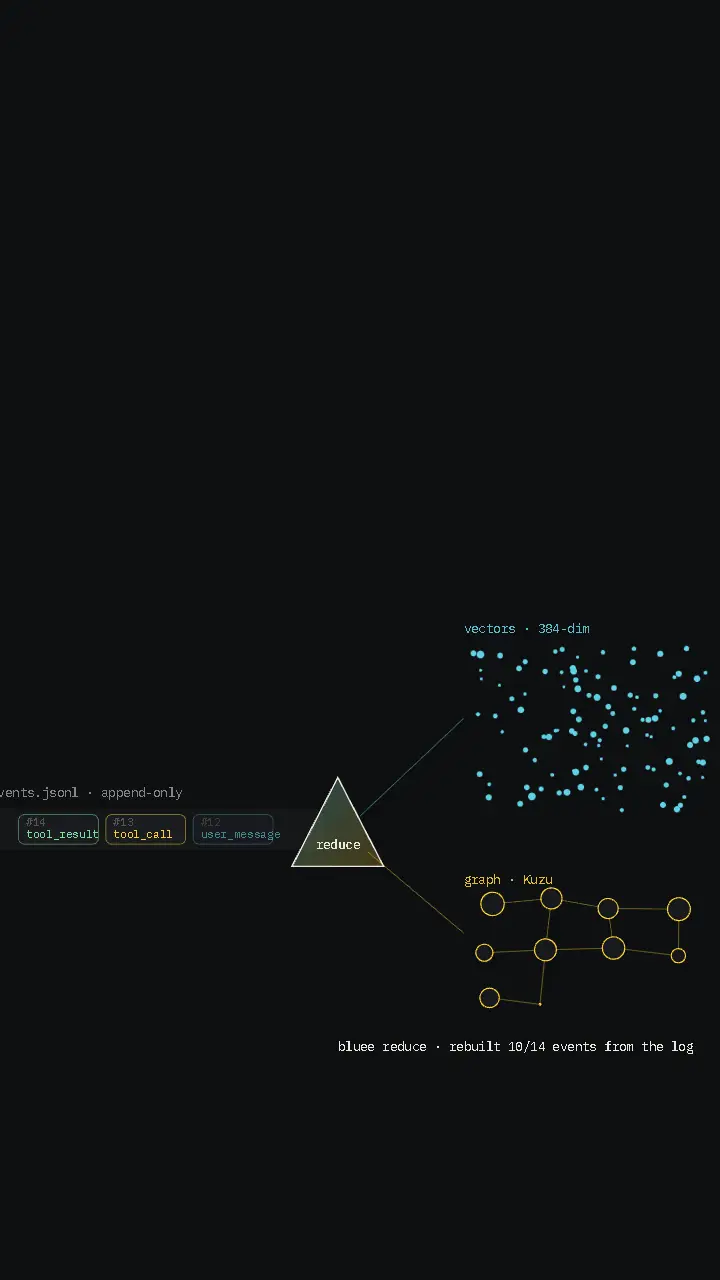 vectors · 384-dim
vents.jsonl · append-only
#14
tool_result
#13
tool_call
#12
user_message
reduce
graph · Kuzu
bluee reduce · rebuilt 10/14 events from the log